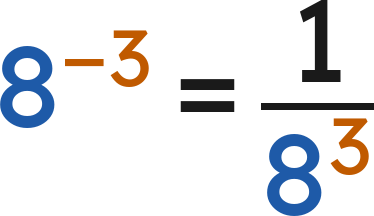 8⁻³ = 1/8³